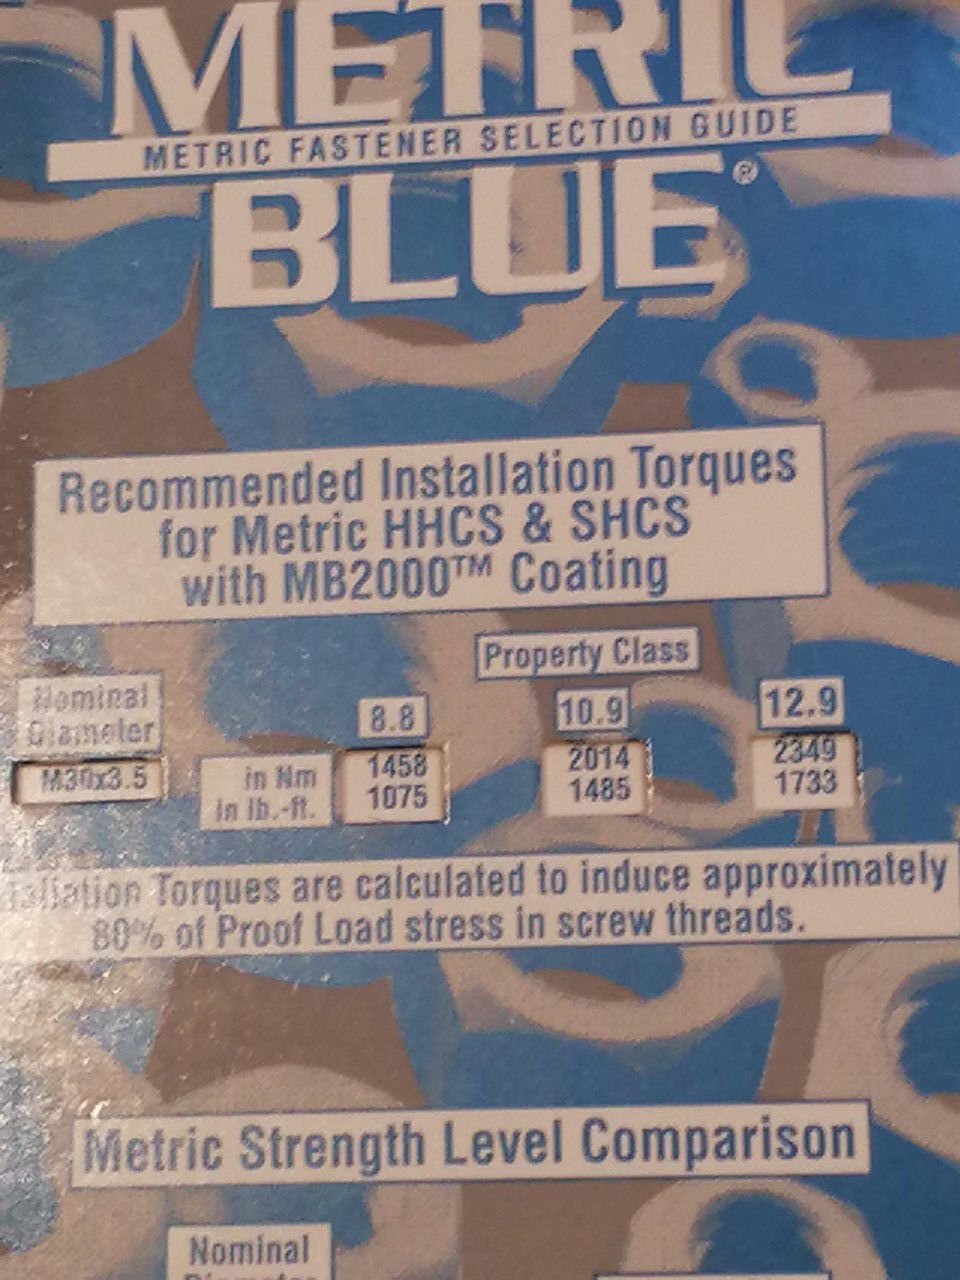 METRIC
METRIC FASTENER SELECTION GUIDE
BLUE®
Recommended Installation Torques
for Metric HHCS & SHCS
with MB2000™ Coating
Property Class
Nominal
Diameter
8.8
10.9
12.9
M30x3.5
in Nm
1458
2014
2349
in lb.-ft.
1075
1485
1733
Torques are calculated to induce approximately
80% of Proof Load stress in screw threads.
Metric Strength Level Comparison
Nominal